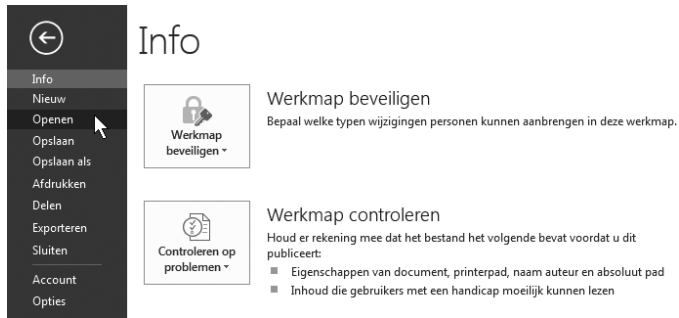 Info
Info
Nieuw
Openen
Opslaan
Opslaan als
Afdrukken
Delen
Exporteren
Sluiten
Account
Opties
Werkmap
beveiligen
Werkmap beveiligen
Bepaal welke typen wijzigingen personen kunnen aanbrengen in deze werkmap.
Controleren op
problemen
Werkmap controleren
Houd er rekening mee dat het bestand het volgende bevat voordat u dit
publiceert:
Eigenschappen van document, printerpad, naam auteur en absoluut pad
Inhoud die gebruikers met een handicap moeilijk kunnen lezen